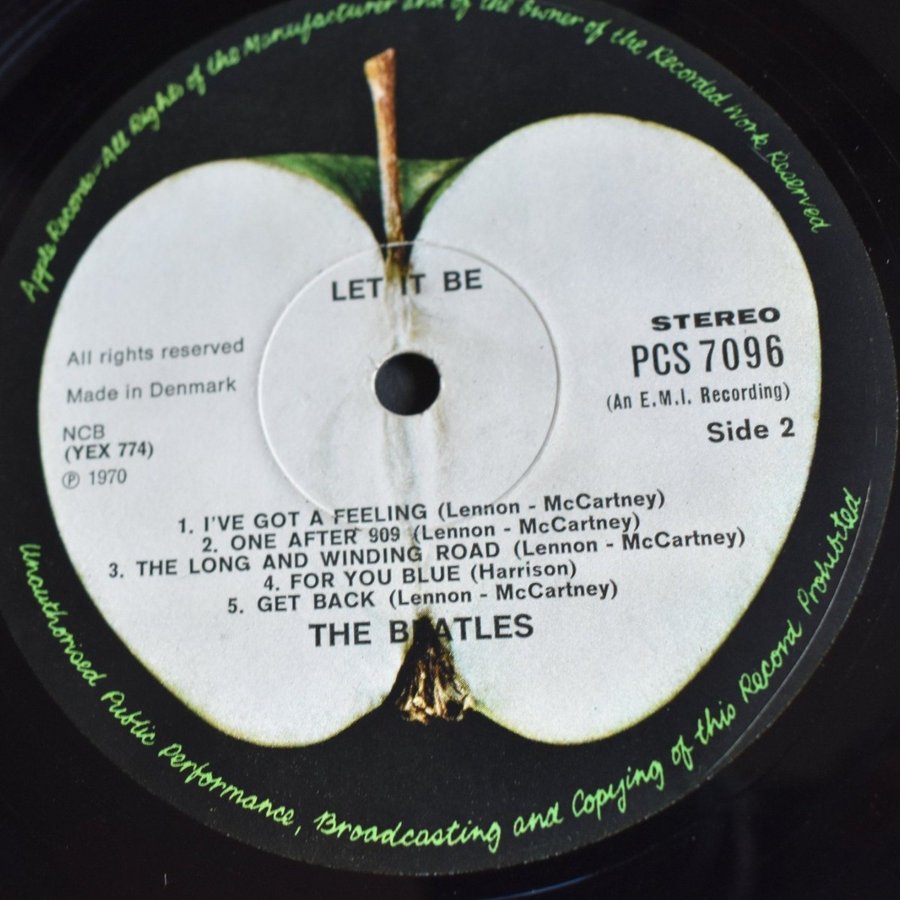 Apple Records-All Rights of the Manufacturer and of the Owner of the Recorded Work Reserved
LET IT BE
STEREO
PCS 7096
(An E.M.I. Recording)
Side 2
All rights reserved
Made in Denmark
NCB
(YEX 774)
℗ 1970
1. I'VE GOT A FEELING (Lennon - McCartney)
2. ONE AFTER 909 (Lennon - McCartney)
3. THE LONG AND WINDING ROAD (Lennon - McCartney)
4. FOR YOU BLUE (Harrison)
5. GET BACK (Lennon - McCartney)
THE BEATLES
Unauthorised Public Performance, Broadcasting and Copying of this Record Prohibited